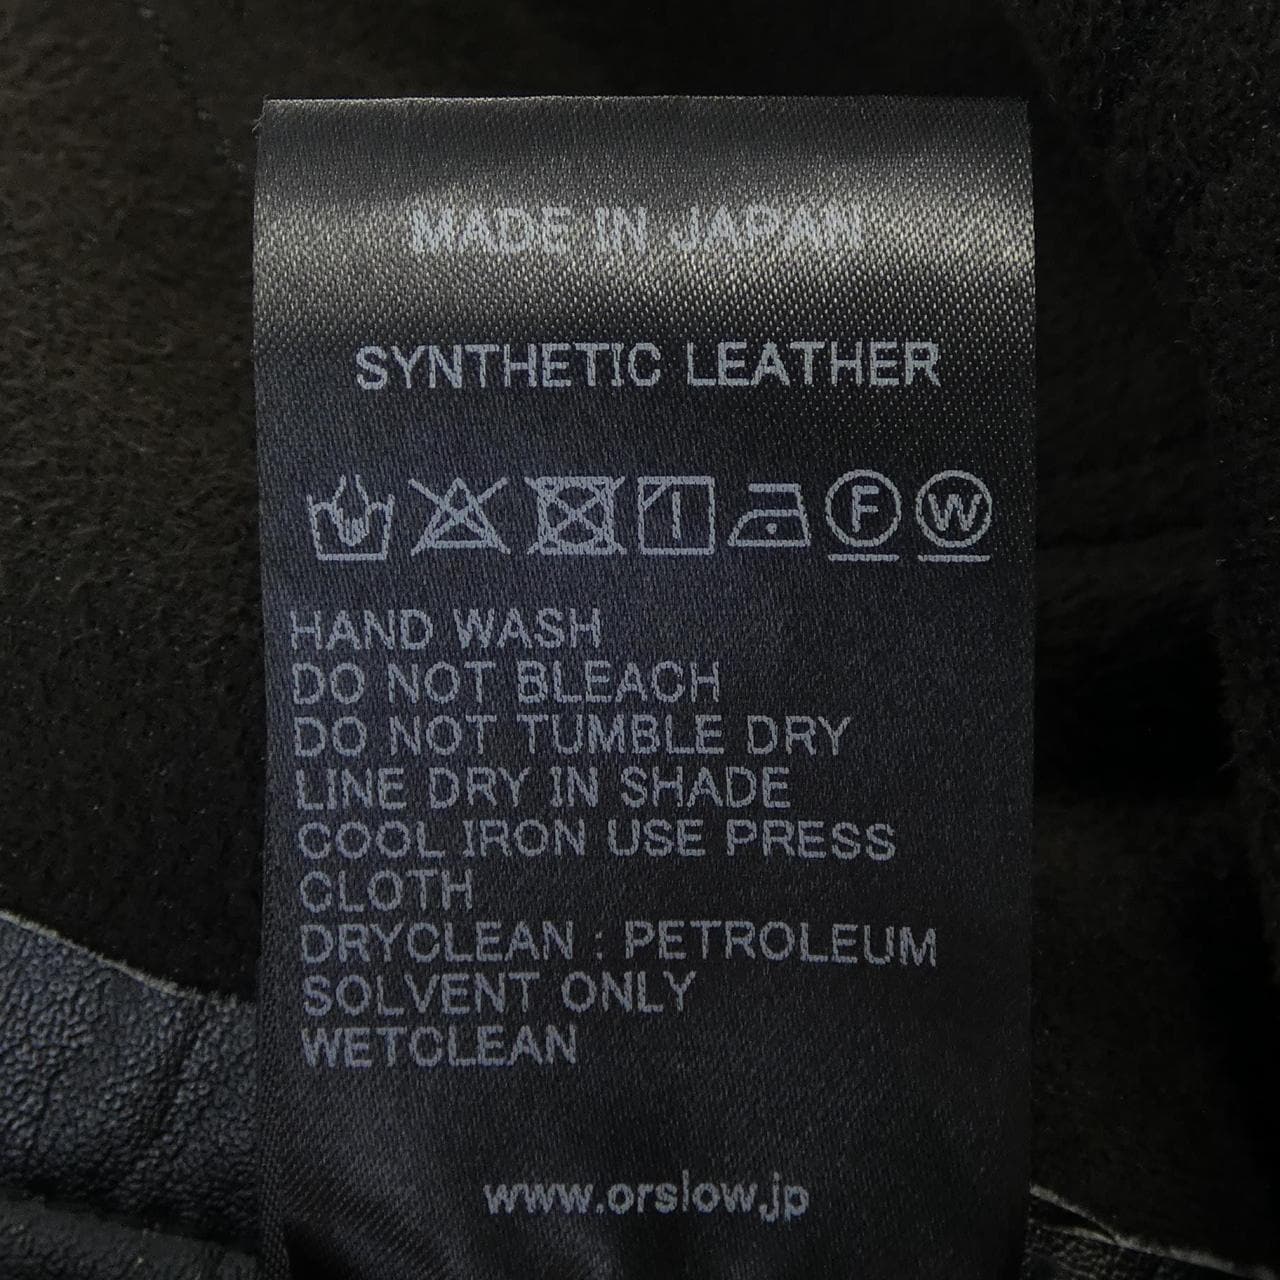 MADE IN JAPAN
SYNTHETIC LEATHER
F W
HAND WASH
DO NOT BLEACH
DO NOT TUMBLE DRY
LINE DRY IN SHADE
COOL IRON USE PRESS
CLOTH
DRYCLEAN : PETROLEUM
SOLVENT ONLY
WETCLEAN
www.orslow.jp